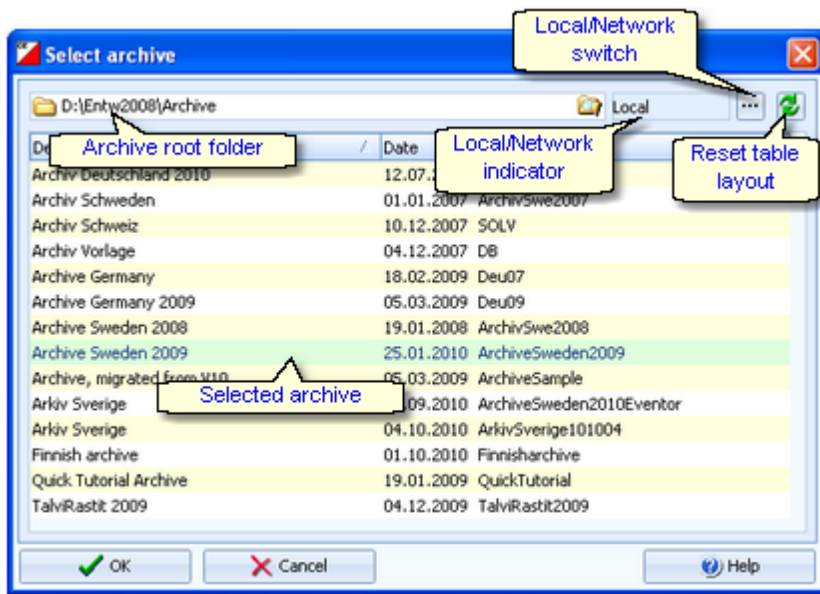 Local/Network
switch
Select archive
D:\Entw2008\Archive
Local
...
Archive root folder
Local/Network
indicator
Reset table
layout
Date
Archiv Deutschland 2010 12.07.
Archiv Schweden 01.01.2007 ArchivSwe2007
Archiv Schweiz 10.12.2007 SOLV
Archiv Vorlage 04.12.2007 DB
Archive Germany 18.02.2009 Deu07
Archive Germany 2009 05.03.2009 Deu09
Archive Sweden 2008 19.01.2008 ArchivSwe2008
Archive Sweden 2009 25.01.2010 ArchiveSweden2009
Archive, migrated from V10 05.03.2009 ArchiveSample
Selected archive
Arkiv Sverige .09.2010 ArchiveSweden2010Eventor
Arkiv Sverige 04.10.2010 ArkivSverige101004
Finnish archive 01.10.2010 Finnisharchive
Quick Tutorial Archive 19.01.2009 QuickTutorial
TalviRastit 2009 04.12.2009 TalviRastit2009
OK
Cancel
Help